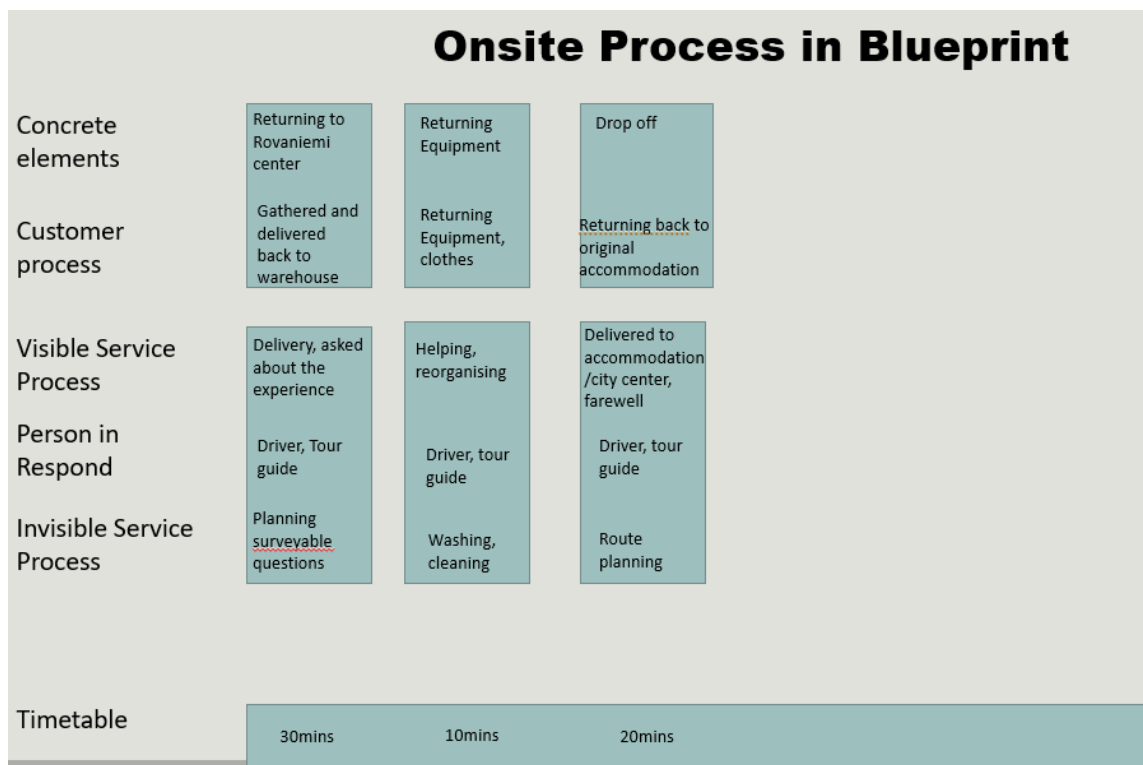 Onsite Process in Blueprint
Concrete
elements
Returning to
Rovaniemi
center
Returning
Equipment
Drop off
Customer
process
Gathered and
delivered
back to
warehouse
Returning
Equipment,
clothes
Returning back to
original
accommodation
Visible Service
Process
Delivery, asked
about the
experience
Helping,
reorganising
Delivered to
accommodation
/city center,
farewell
Person in
Respond
Driver, Tour
guide
Driver, tour
guide
Driver, tour
guide
Invisible Service
Process
Planning
surveyable
questions
Washing,
cleaning
Route
planning
Timetable
30mins
10mins
20mins